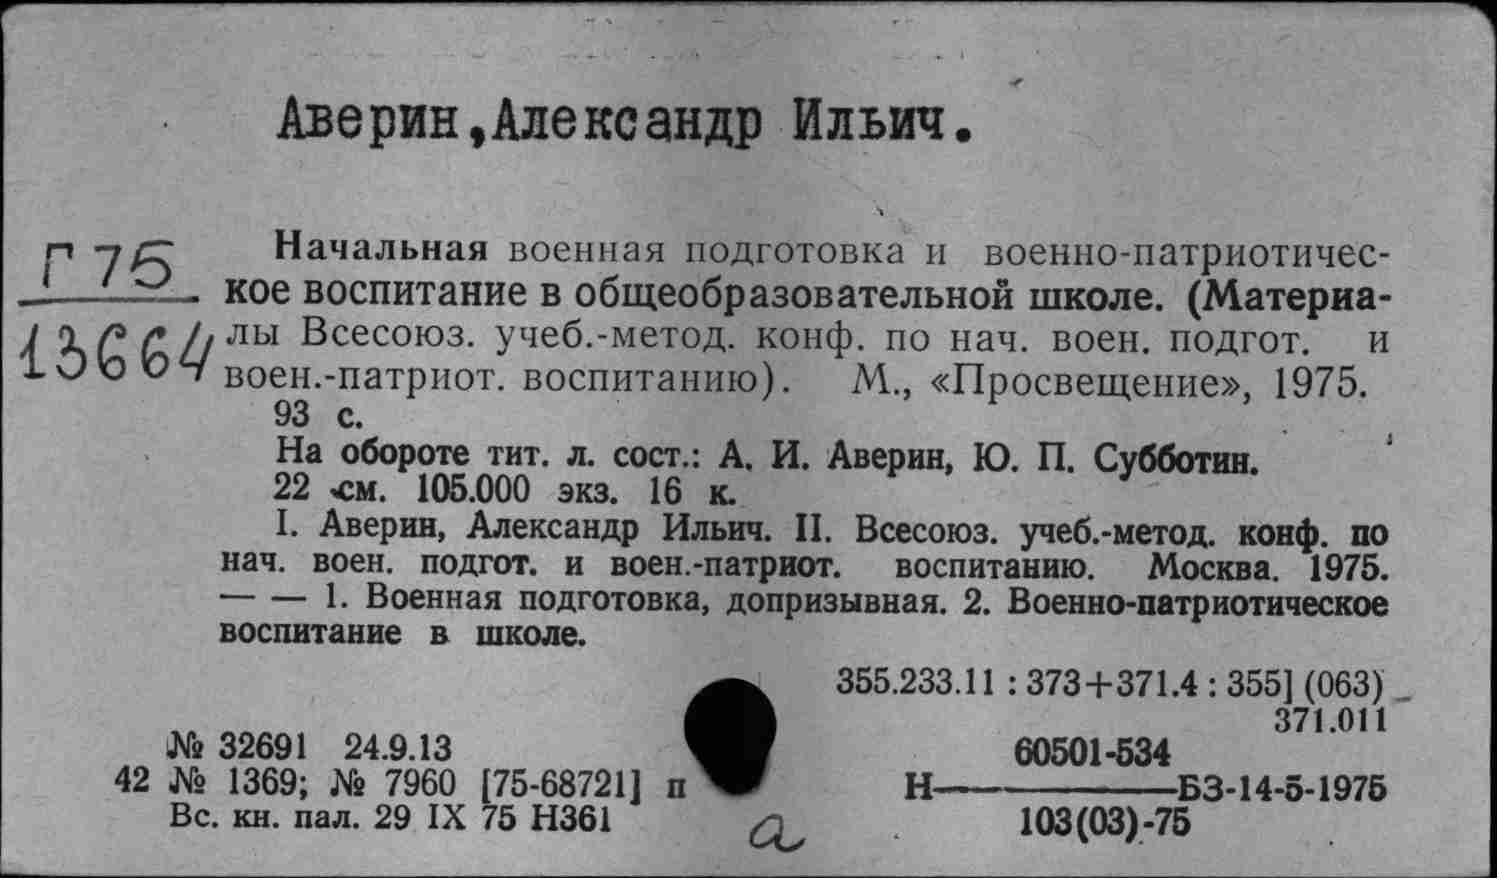 Аверин,Александр Ильич.
Г 75
13664
Начальная военная подготовка и военно-патриотичес-
кое воспитание в общеобразовательной школе. (Материа-
лы Всесоюз. учеб.-метод. конф. по нач. воен. подгот. и
воен.-патриот. воспитанию). М., «Просвещение», 1975.
93 с.
На обороте тит. л. сост.: А. И. Аверин, Ю. П. Субботин.
22 см. 105.000 экз. 16 к.
I. Аверин, Александр Ильич. II. Всесоюз. учеб.-метод. конф. по
нач. воен. подгот. и воен.-патриот. воспитанию. Москва. 1975.
— — 1. Военная подготовка, допризывная. 2. Военно-патриотическое
воспитание в школе.
355.233.11 : 373+371.4 : 355] (063)
371.011
№ 32691 24.9.13
42 № 1369; № 7960 [75-68721] п
Вс. кн. пал. 29 IX 75 Н361
60501-534
Н————БЗ-14-5-1975
103(03)-75
а